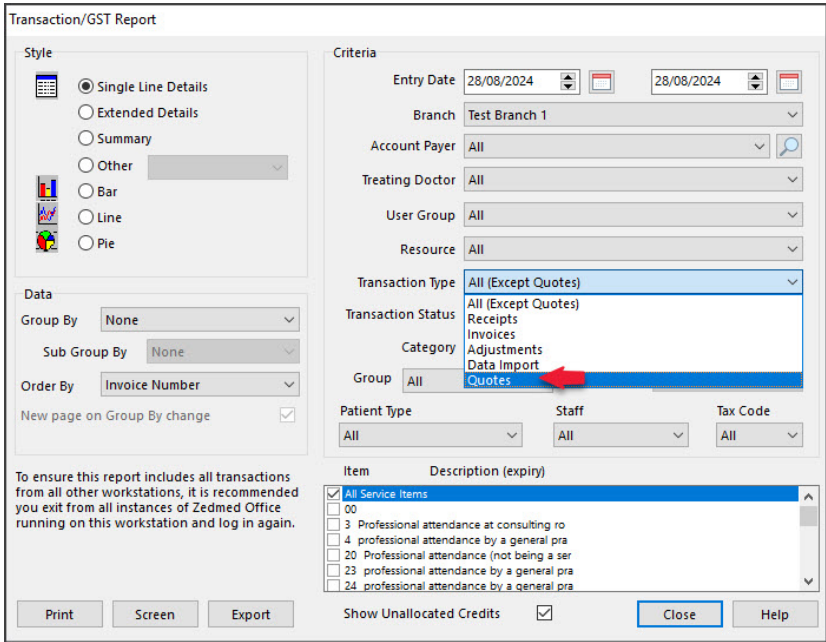 Transaction/GST Report
Style
Single Line Details
Extended Details
Summary
Other
Bar
Line
Pie
Data
Group By None
Sub Group By None
Order By Invoice Number
New page on Group By change
To ensure this report includes all transactions
from all other workstations, it is recommended
you exit from all instances of Zedmed Office
running on this workstation and log in again.
Print Screen Export
Criteria
Entry Date 28/08/2024 28/08/2024
Branch Test Branch 1
Account Payer All
Treating Doctor All
User Group All
Resource All
Transaction Type All (Except Quotes)
All (Except Quotes)
Transaction Status Receipts
Invoices
Category Adjustments
Data Import
Group All Quotes
Patient Type Staff Tax Code
All All All
Item Description (expiry)
All Service Items
00
3 Professional attendance at consulting ro
4 professional attendance by a general pra
20 Professional attendance (not being a ser
23 professional attendance by a general pra
24 professional attendance by a general pra
Show Unallocated Credits Close Help